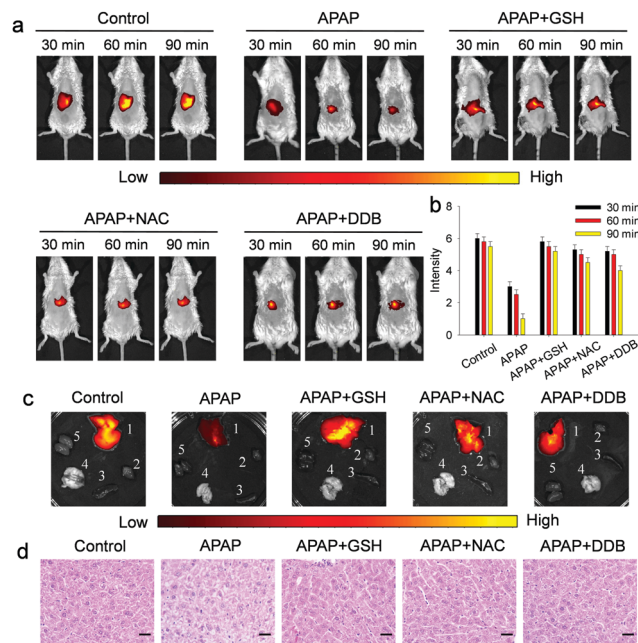 a
Control APAP APAP+GSH
30 min 60 min 90 min 30 min 60 min 90 min 30 min 60 min 90 min
Low High
APAP+NAC APAP+DDB
30 min 60 min 90 min 30 min 60 min 90 min
b
30 min
60 min
90 min
8
6
4
2
0
Intensity
Control APAP APAP+GSH APAP+NAC APAP+DDB
c
Control APAP APAP+GSH APAP+NAC APAP+DDB
1 2 3 4 5
1 2 3 4 5
1 2 3 4 5
1 2 3 4 5
1 2 3 4 5
Low High
d
Control APAP APAP+GSH APAP+NAC APAP+DDB